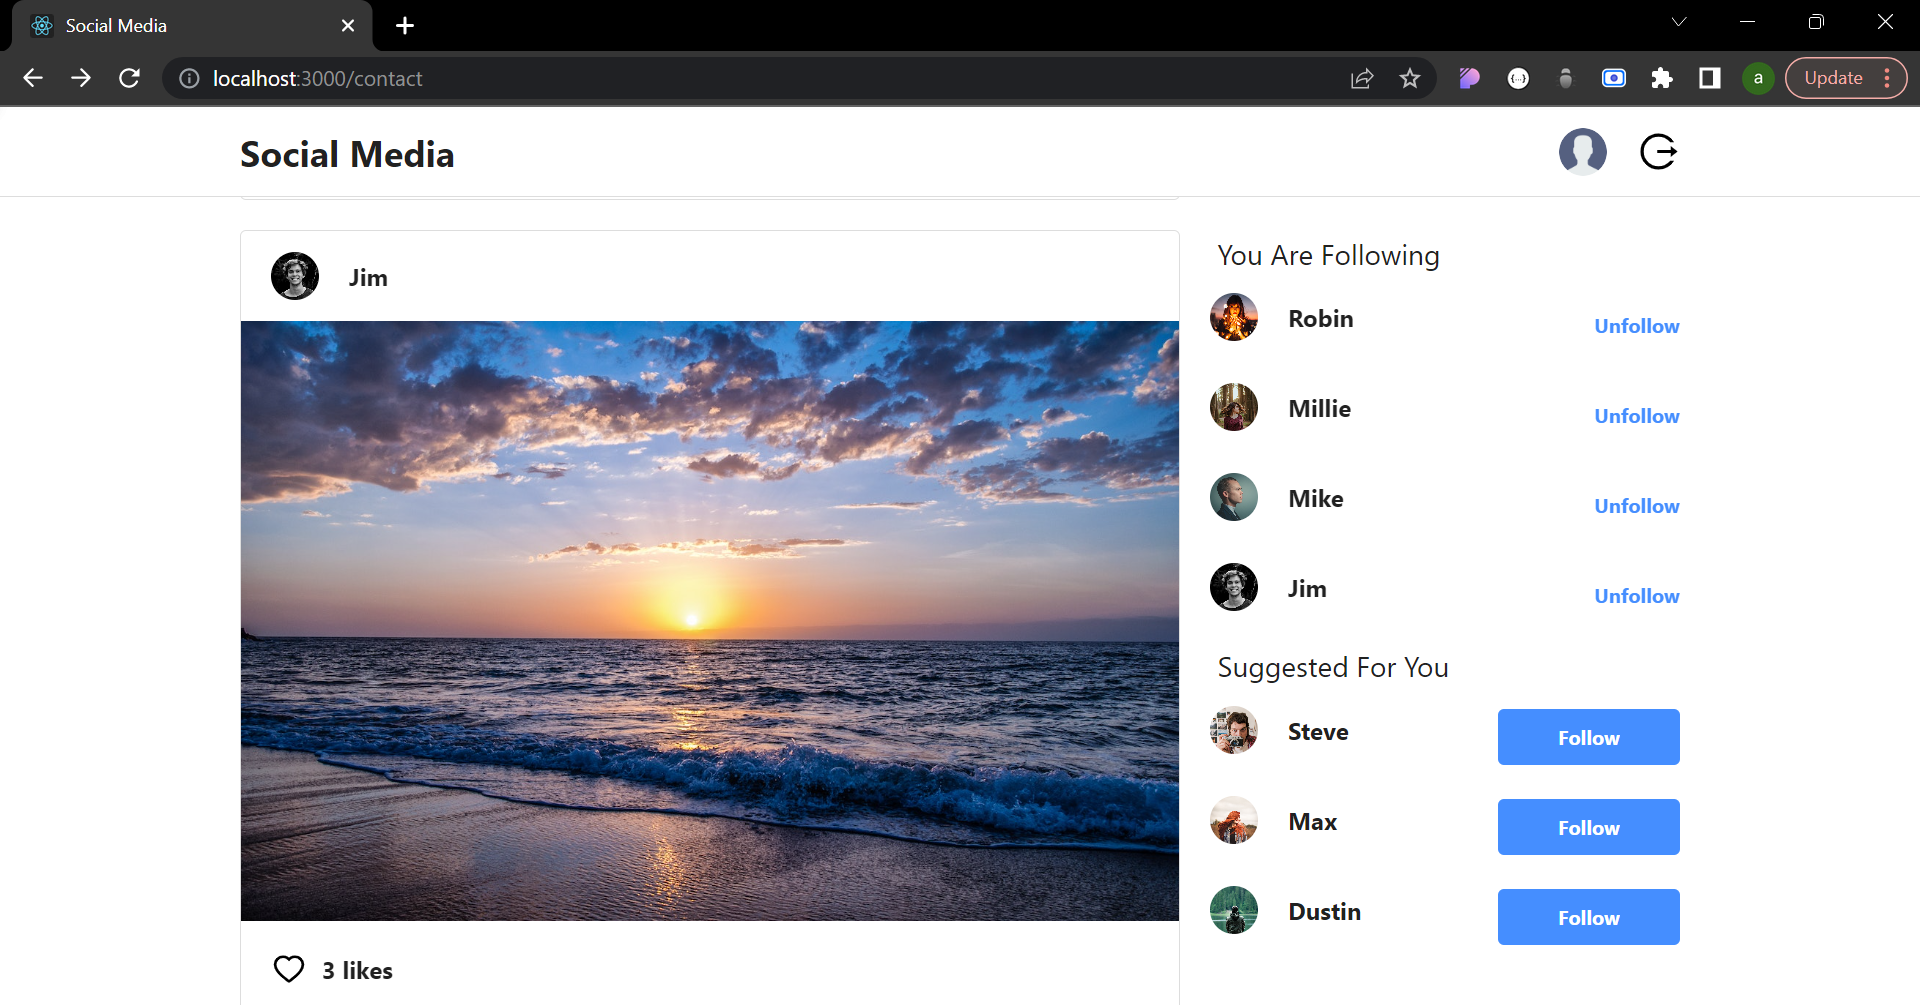 Social Media
localhost:3000/contact
a
Update
Social Media
Jim
3 likes
You Are Following
Robin
Unfollow
Millie
Unfollow
Mike
Unfollow
Jim
Unfollow
Suggested For You
Steve
Follow
Max
Follow
Dustin
Follow